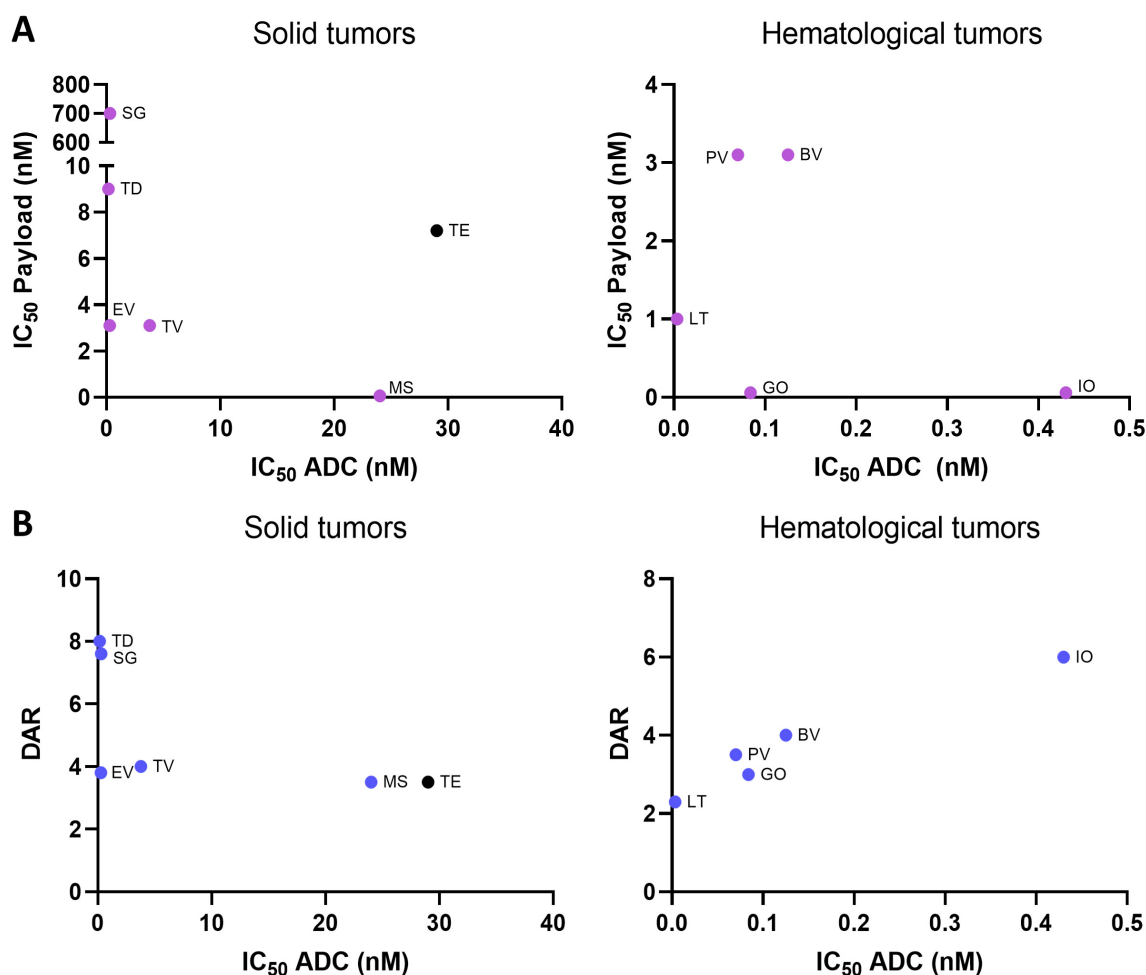 A
Solid tumors
Hematological tumors
IC50 Payload (nM)
800
700
600
10
8
6
4
2
0
SG
TD
TE
EV
TV
MS
0 10 20 30 40
IC50 ADC (nM)
IC50 Payload (nM)
4
3
2
1
0
PV
BV
LT
GO
IO
0.0 0.1 0.2 0.3 0.4 0.5
IC50 ADC (nM)
B
Solid tumors
Hematological tumors
DAR
10
8
6
4
2
0
TD
SG
EV
TV
MS
TE
0 10 20 30 40
IC50 ADC (nM)
DAR
8
6
4
2
0
IO
BV
PV
GO
LT
0.0 0.1 0.2 0.3 0.4 0.5
IC50 ADC (nM)